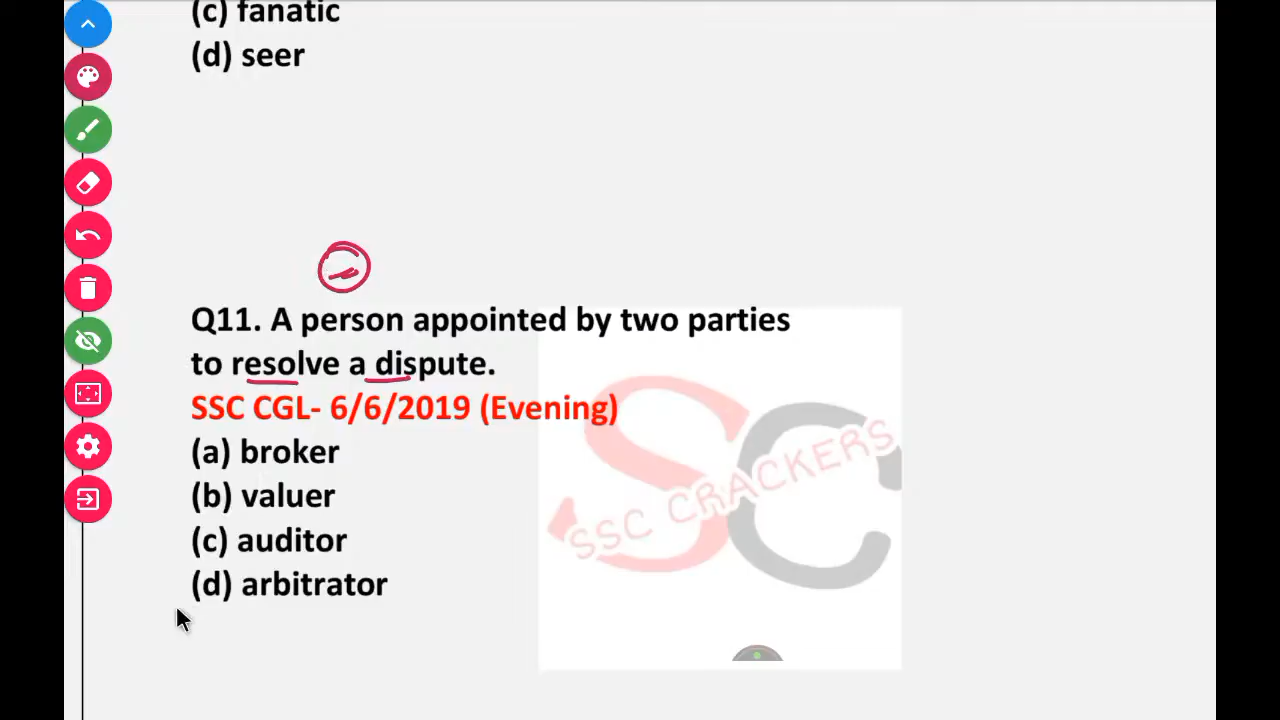 (c) fanatic
(d) seer
Q11. A person appointed by two parties
to resolve a dispute.
SSC CGL- 6/6/2019 (Evening)
(a) broker
(b) valuer
(c) auditor
(d) arbitrator
SSC CRACKERS